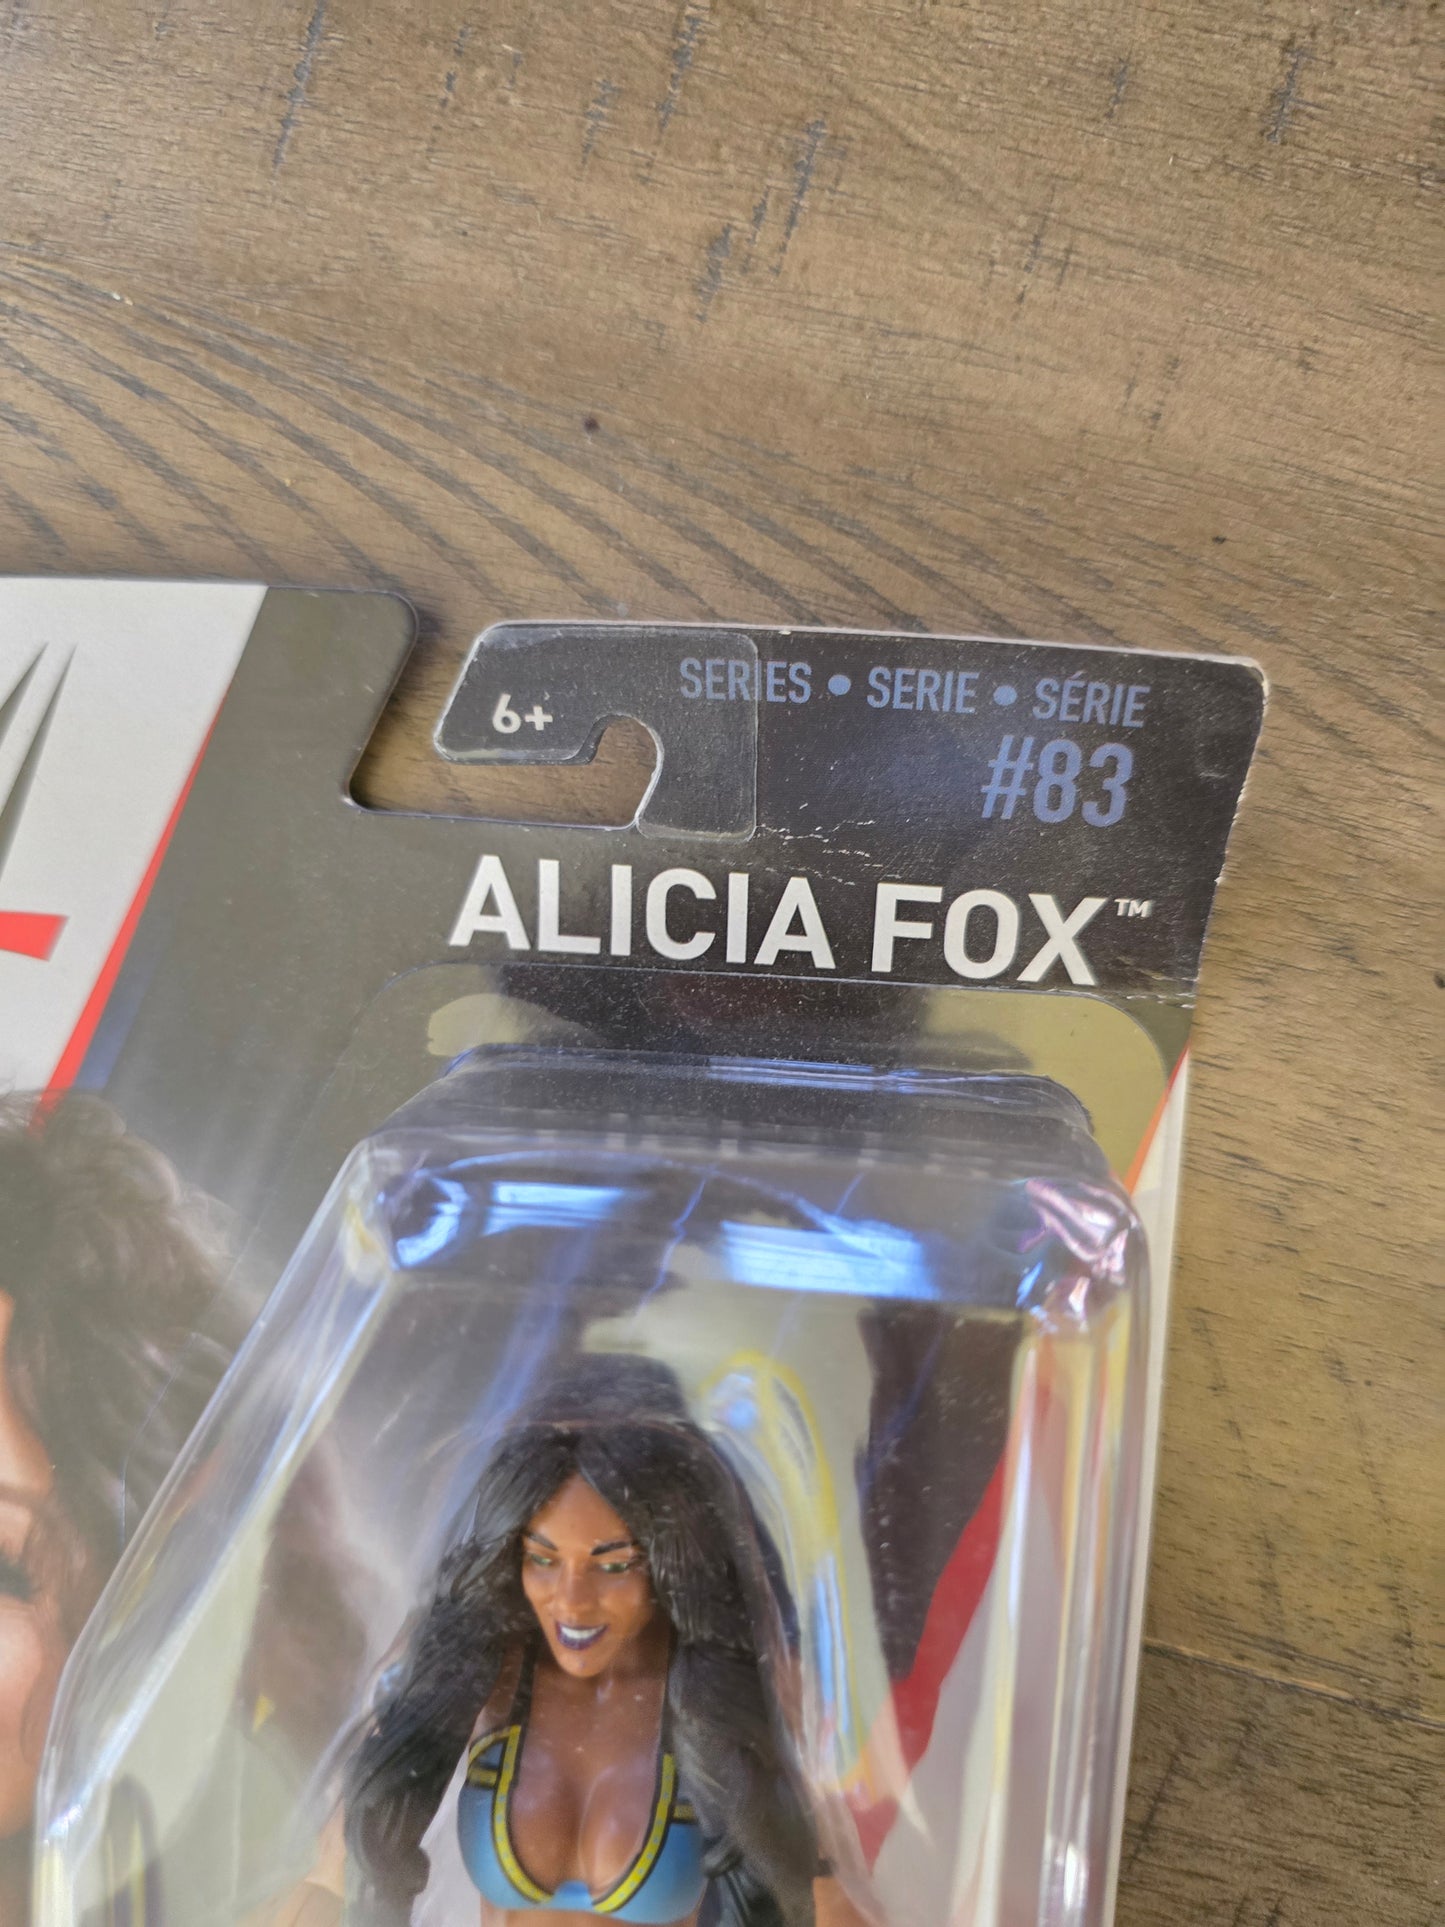 6+
SERIES • SERIE • SÉRIE
#83
ALICIA FOX™